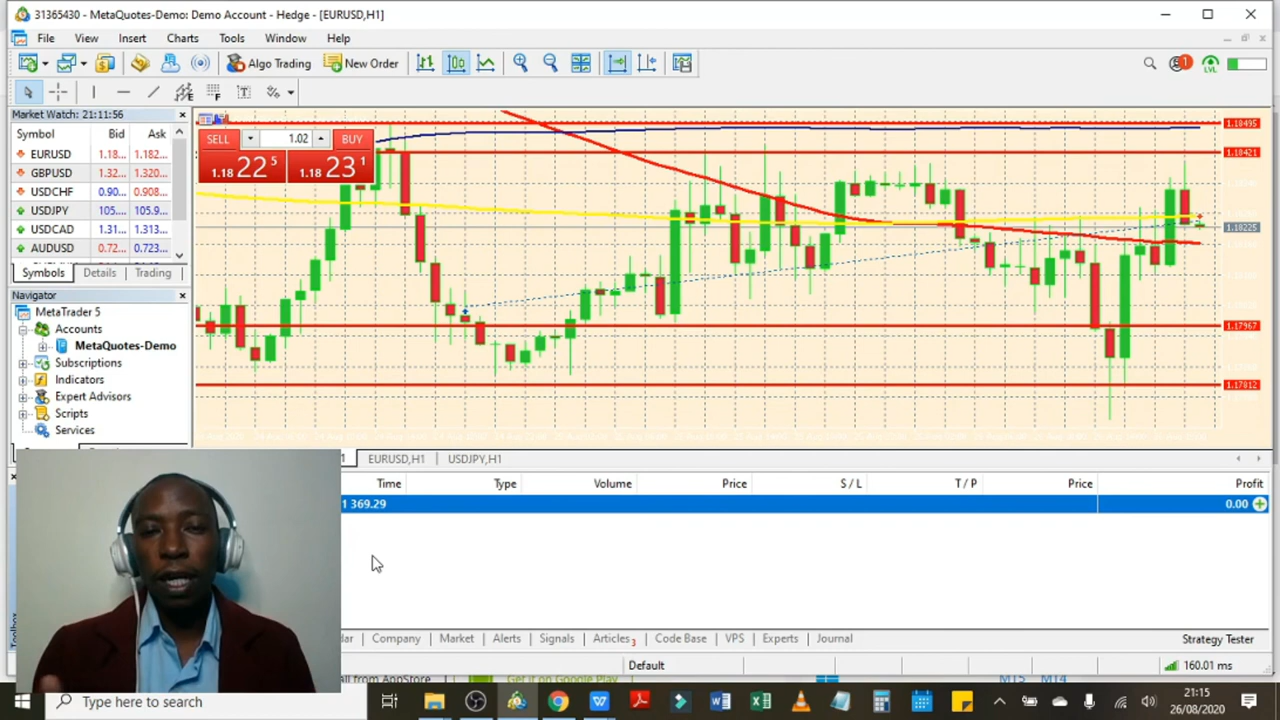 31365430 - MetaQuotes-Demo: Demo Account - Hedge - [EURUSD,H1]
File View Insert Charts Tools Window Help
Algo Trading New Order 1 LVL
Market Watch: 21:11:56
Symbol Bid Ask
EURUSD 1.18... 1.182...
GBPUSD 1.32... 1.320...
USDCHF 0.90... 0.908...
USDJPY 105.... 105.9...
USDCAD 1.31... 1.313...
AUDUSD 0.72... 0.723...
Symbols Details Trading
Navigator
MetaTrader 5
Accounts
MetaQuotes-Demo
Subscriptions
Indicators
Expert Advisors
Scripts
Services
SELL 1.02 BUY
1.18 22 5 1.18 23 1
1.18495
1.18421
1.18225
1.17967
1.17812
EURUSD,H1 USDJPY,H1
Time Type Volume Price S / L T / P Price Profit
1 369.29 0.00
Company Market Alerts Signals Articles 3 Code Base VPS Experts Journal Strategy Tester
Toolbox
Default 160.01 ms
Type here to search
21:15
26/08/2020